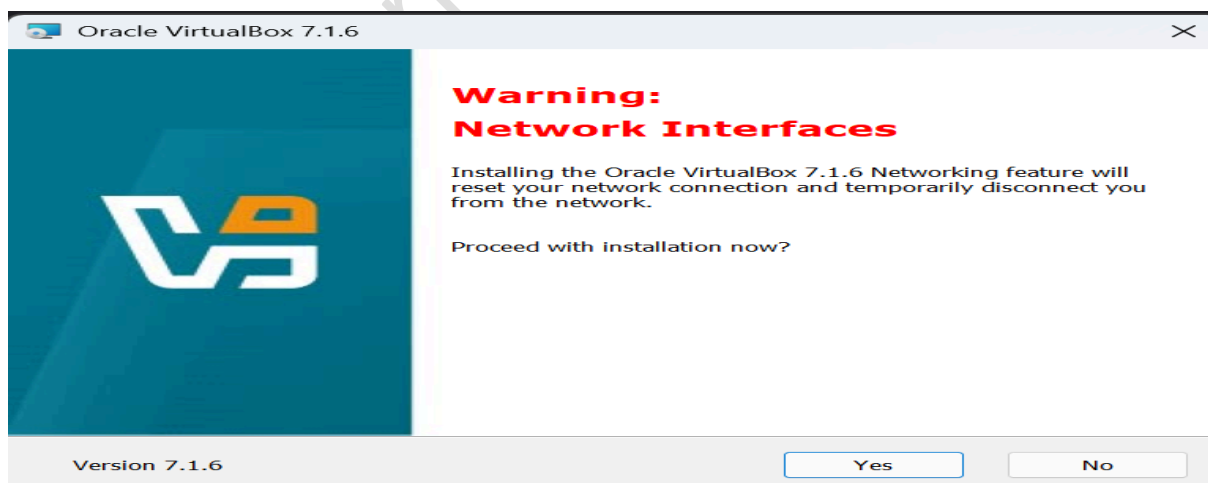 Oracle VirtualBox 7.1.6
Warning:
Network Interfaces
Installing the Oracle VirtualBox 7.1.6 Networking feature will
reset your network connection and temporarily disconnect you
from the network.
Proceed with installation now?
Version 7.1.6
Yes
No